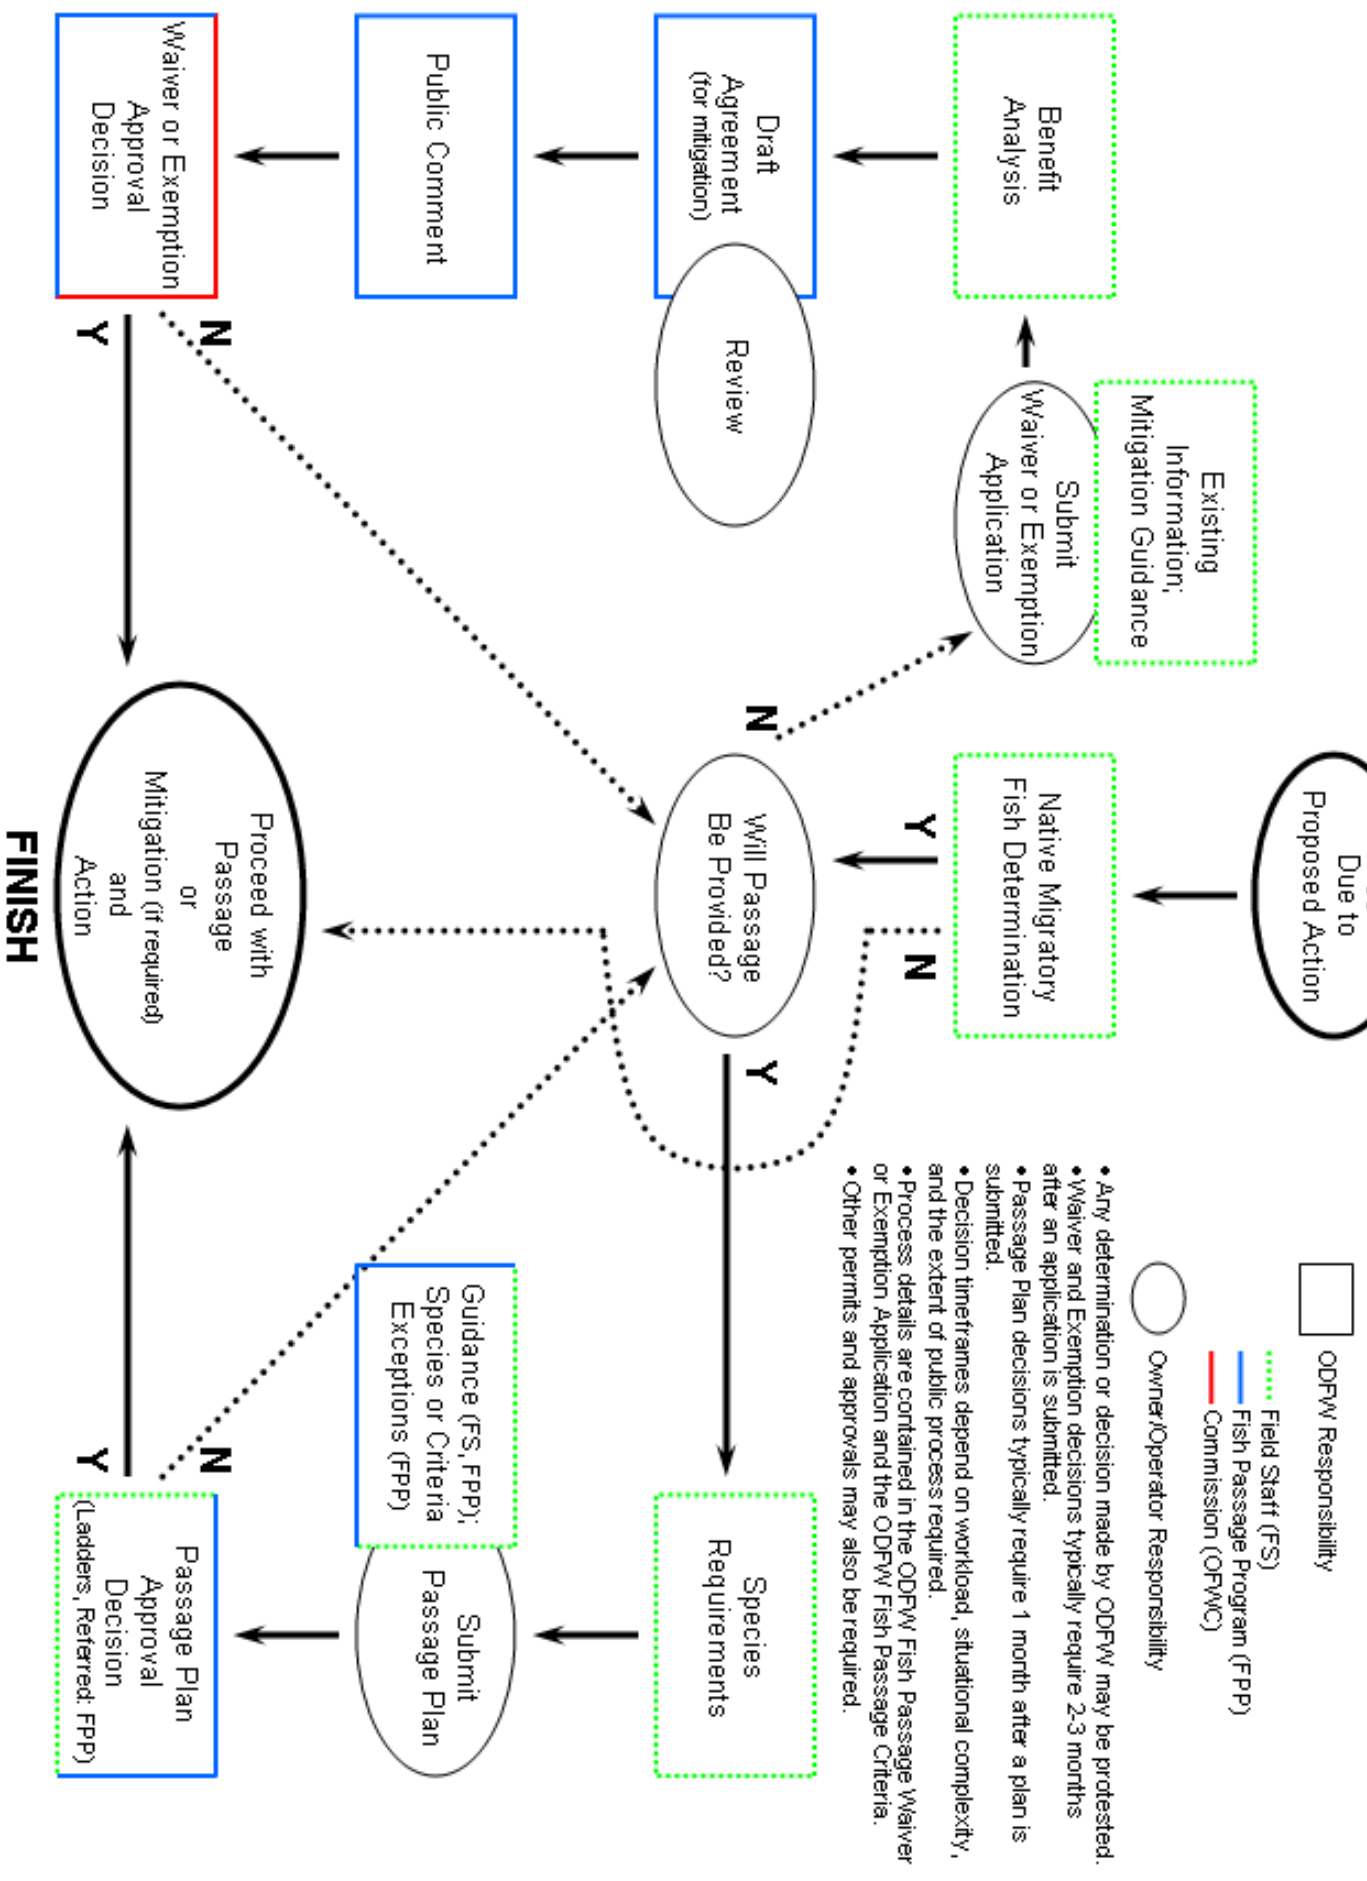 Due to
Proposed Action
ODFW Responsibility
Field Staff (FS)
Fish Passage Program (FPP)
Commission (OFWC)
Owner/Operator Responsibility
• Any determination or decision made by ODFW may be protested.
• Waiver and Exemption decisions typically require 2-3 months
after an application is submitted.
• Passage Plan decisions typically require 1 month after a plan is
submitted.
• Decision timeframes depend on workload, situational complexity,
and the extent of public process required.
• Process details are contained in the ODFW Fish Passage Waiver
or Exemption Application and the ODFW Fish Passage Criteria.
• Other permits and approvals may also be required.
Existing
Information;
Mitigation Guidance
Submit
Waiver or Exemption
Application
Benefit
Analysis
Native Migratory
Fish Determination
Y
N
N
Will Passage
Be Provided?
Y
Draft
Agreement
(for mitigation)
Review
Species
Requirements
Public Comment
Guidance (FS, FPP);
Species or Criteria
Exceptions (FPP)
Submit
Passage Plan
Waiver or Exemption
Approval
Decision
N
Y
Proceed with
Passage
or
Mitigation (if required)
and
Action
N
Y
Passage Plan
Approval
Decision
(Ladders, Referred: FPP)
FINISH